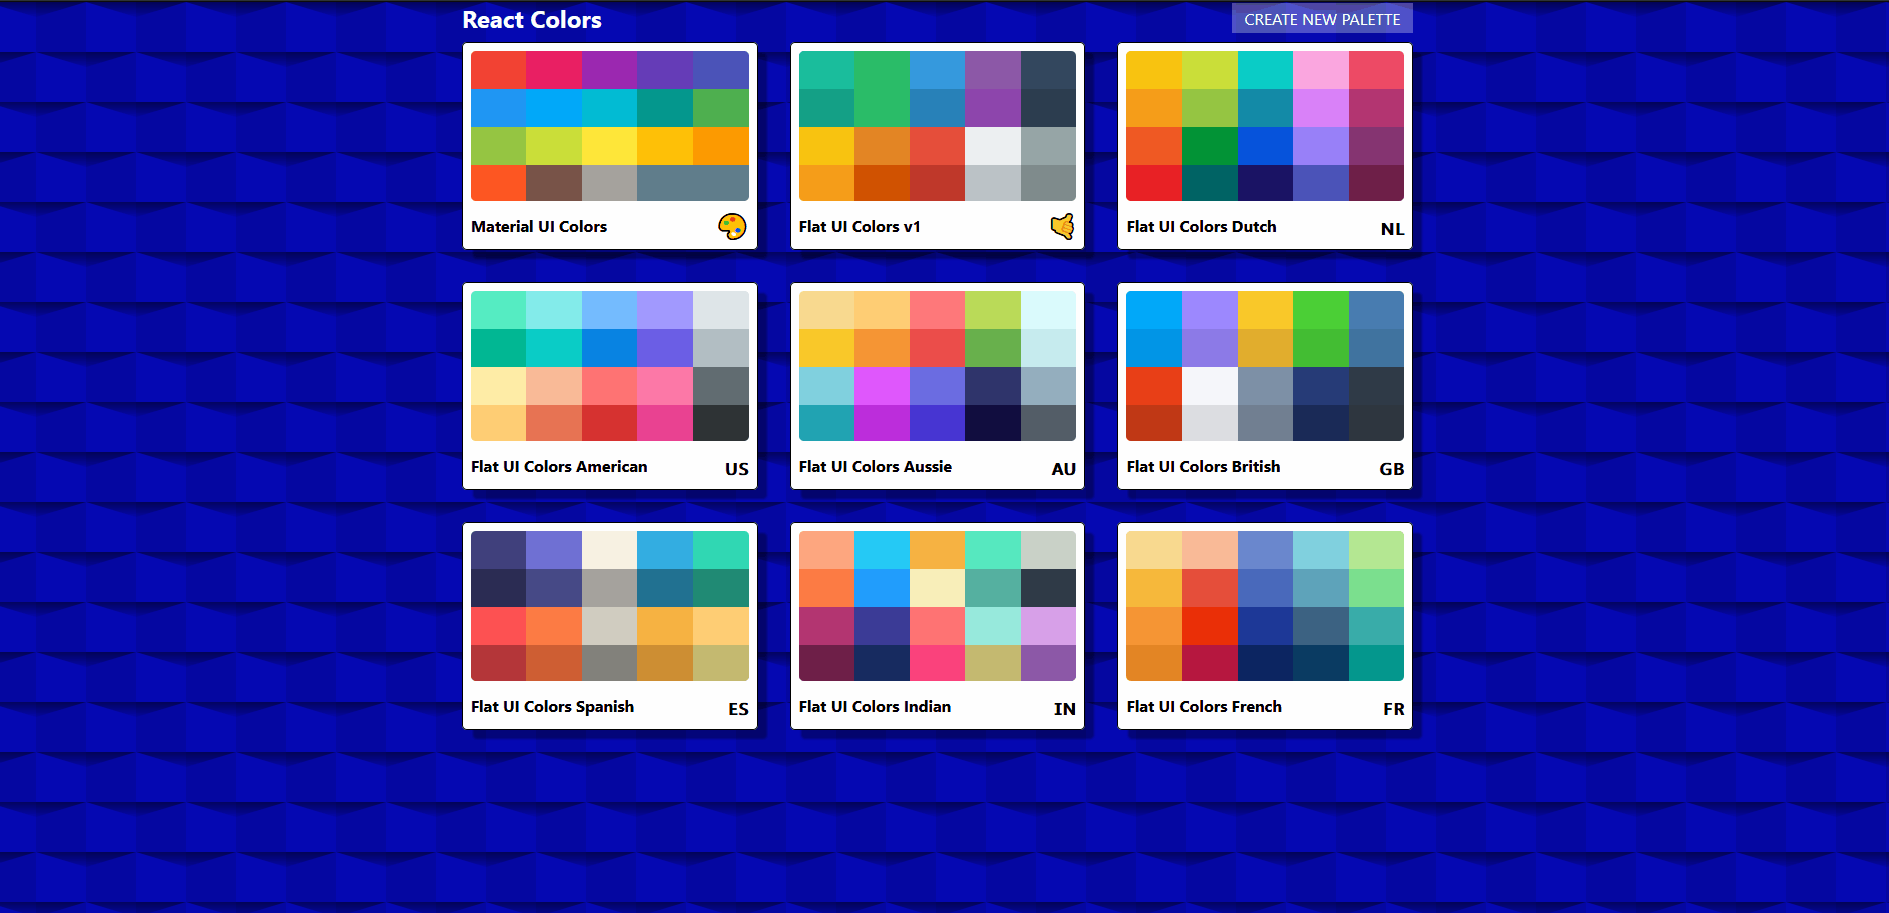 React Colors
CREATE NEW PALETTE
Material UI Colors
Flat UI Colors v1
Flat UI Colors Dutch NL
Flat UI Colors American US
Flat UI Colors Aussie AU
Flat UI Colors British GB
Flat UI Colors Spanish ES
Flat UI Colors Indian IN
Flat UI Colors French FR